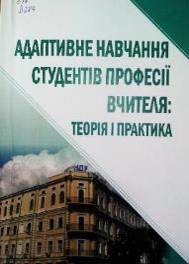 АДАПТИВНЕ НАВЧАННЯ
СТУДЕНТІВ ПРОФЕСІЇ
ВЧИТЕЛЯ:
ТЕОРІЯ І ПРАКТИКА